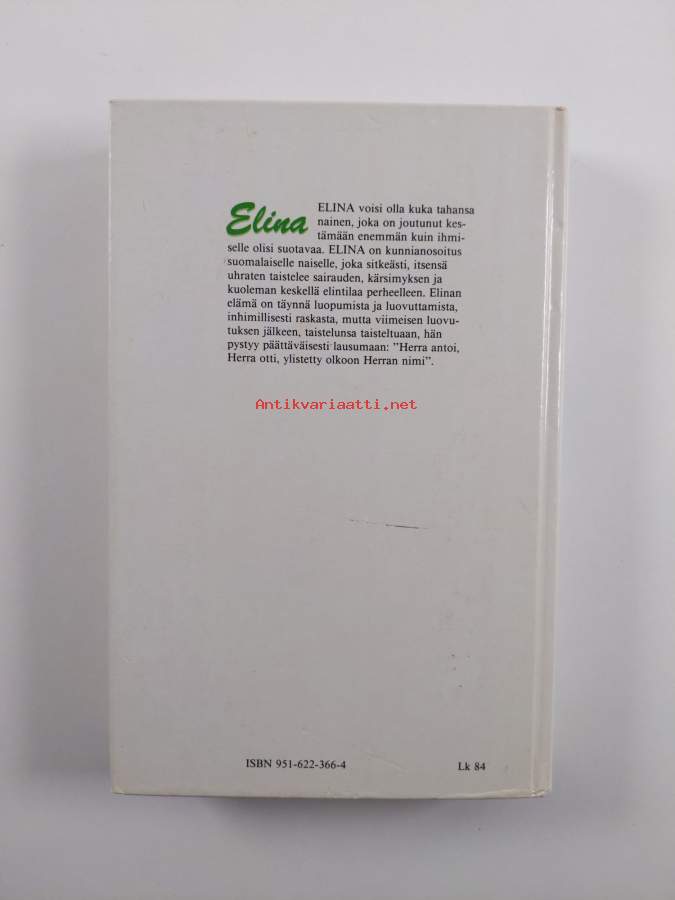 Elina
ELINA voisi olla kuka tahansa
nainen, joka on joutunut kes-
tämään enemmän kuin ihmi-
selle olisi suotavaa. ELINA on kunnianosoitus
suomalaiselle naiselle, joka sitkeästi, itsensä
uhraten taistelee sairauden, kärsimyksen ja
kuoleman keskellä elintilaa perheelleen. Elinan
elämä on täynnä luopumista ja luovuttamista,
inhimillisesti raskasta, mutta viimeisen luovu-
tuksen jälkeen, taistelunsa taisteltuaan, hän
pystyy päättäväisesti lausumaan: ”Herra antoi,
Herra otti, ylistetty olkoon Herran nimi”.
Antikvariaatti.net
ISBN 951-622-366-4
Lk 84